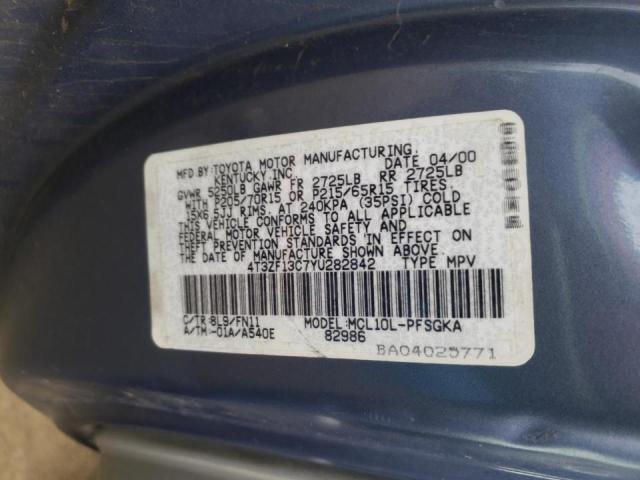 MFD.BY:TOYOTA MOTOR MANUFACTURING,
KENTUCKY,INC. DATE 04/00
GVWR 5250LB GAWR FR 2725LB RR 2725LB
WITH P205/70R15 OR P215/65R15 TIRES,
15X6.5JJ RIMS, AT 240KPA (35PSI) COLD
THIS VEHICLE CONFORMS TO ALL APPLICABLE
FEDERAL MOTOR VEHICLE SAFETY AND
THEFT PREVENTION STANDARDS IN EFFECT ON
THE DATE OF MANUFACTURE SHOWN ABOVE.
4T3ZF13C7YU282842 TYPE MPV
C/TR:8L9/FN11 MODEL:MCL10L-PFSGKA
A/TM:-01A/A540E 82986
BA04025771